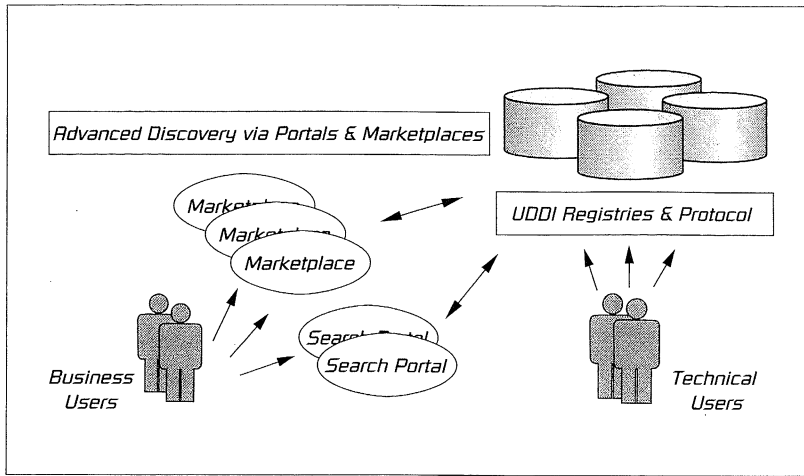 Advanced Discovery via Portals & Marketplaces
UDDI Registries & Protocol
Marketplace
Search Portal
Business
Users
Technical
Users